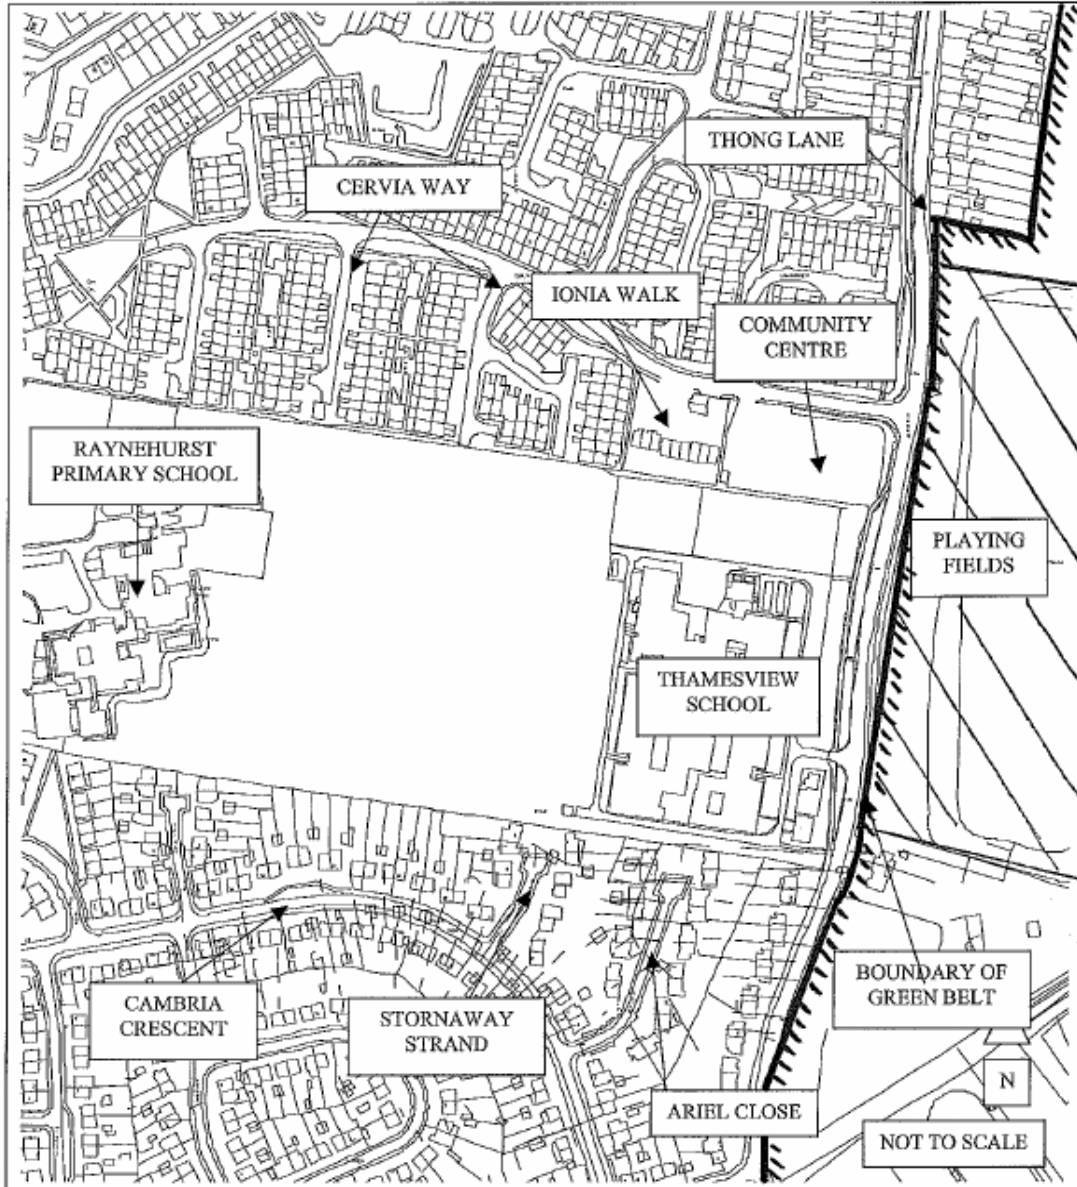 THONG LANE
CERVIA WAY
IONIA WALK
COMMUNITY
CENTRE
RAYNEHURST
PRIMARY SCHOOL
PLAYING
FIELDS
THAMESVIEW
SCHOOL
BOUNDARY OF
GREEN BELT
CAMBRIA
CRESCENT
STORNAWAY
STRAND
N
ARIEL CLOSE
NOT TO SCALE